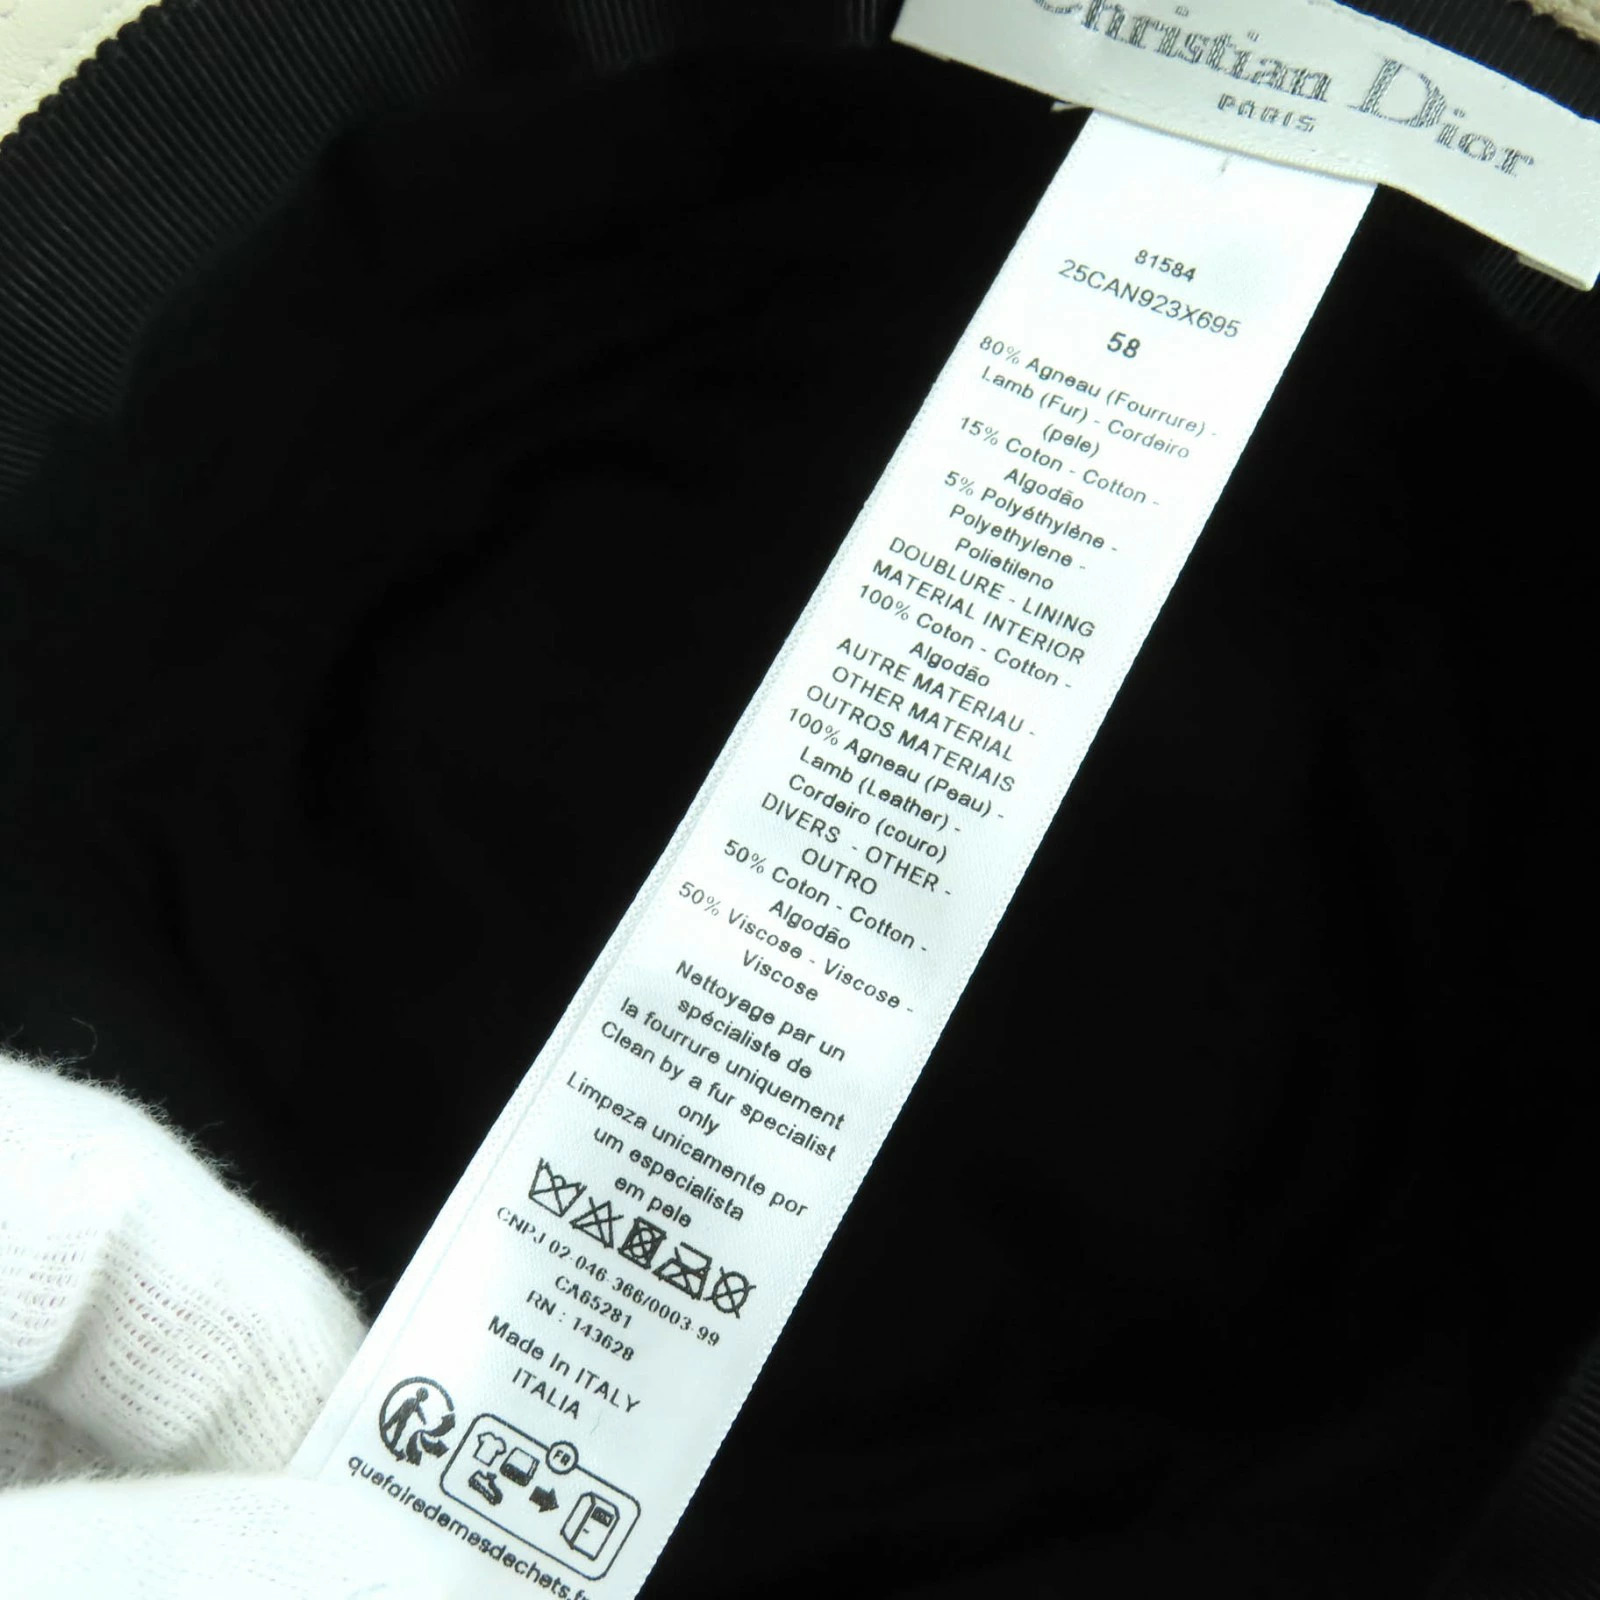 Christian Dior
PARIS
81584
25CAN923X695
58
80% Agneau (Fourrure) -
Lamb (Fur) - Cordeiro
(pele)
15% Coton - Cotton -
Algodão
5% Polyéthylène -
Polyethylene -
Polietileno
DOUBLURE - LINING
MATERIAL INTERIOR
100% Coton - Cotton -
Algodão
AUTRE MATERIAU -
OTHER MATERIAL
OUTROS MATERIAIS
100% Agneau (Peau) -
Lamb (Leather) -
Cordeiro (couro)
DIVERS - OTHER -
OUTRO
50% Coton - Cotton -
Algodão
50% Viscose - Viscose -
Viscose
Nettoyage par un
spécialiste de
la fourrure uniquement
Clean by a fur specialist
only
Limpeza unicamente por
um especialista
em pele
CNPJ 02-046-366/0003-99
CA65281
RN : 143628
Made In ITALY
ITALIA
FR
quefairedemesdechets.fr